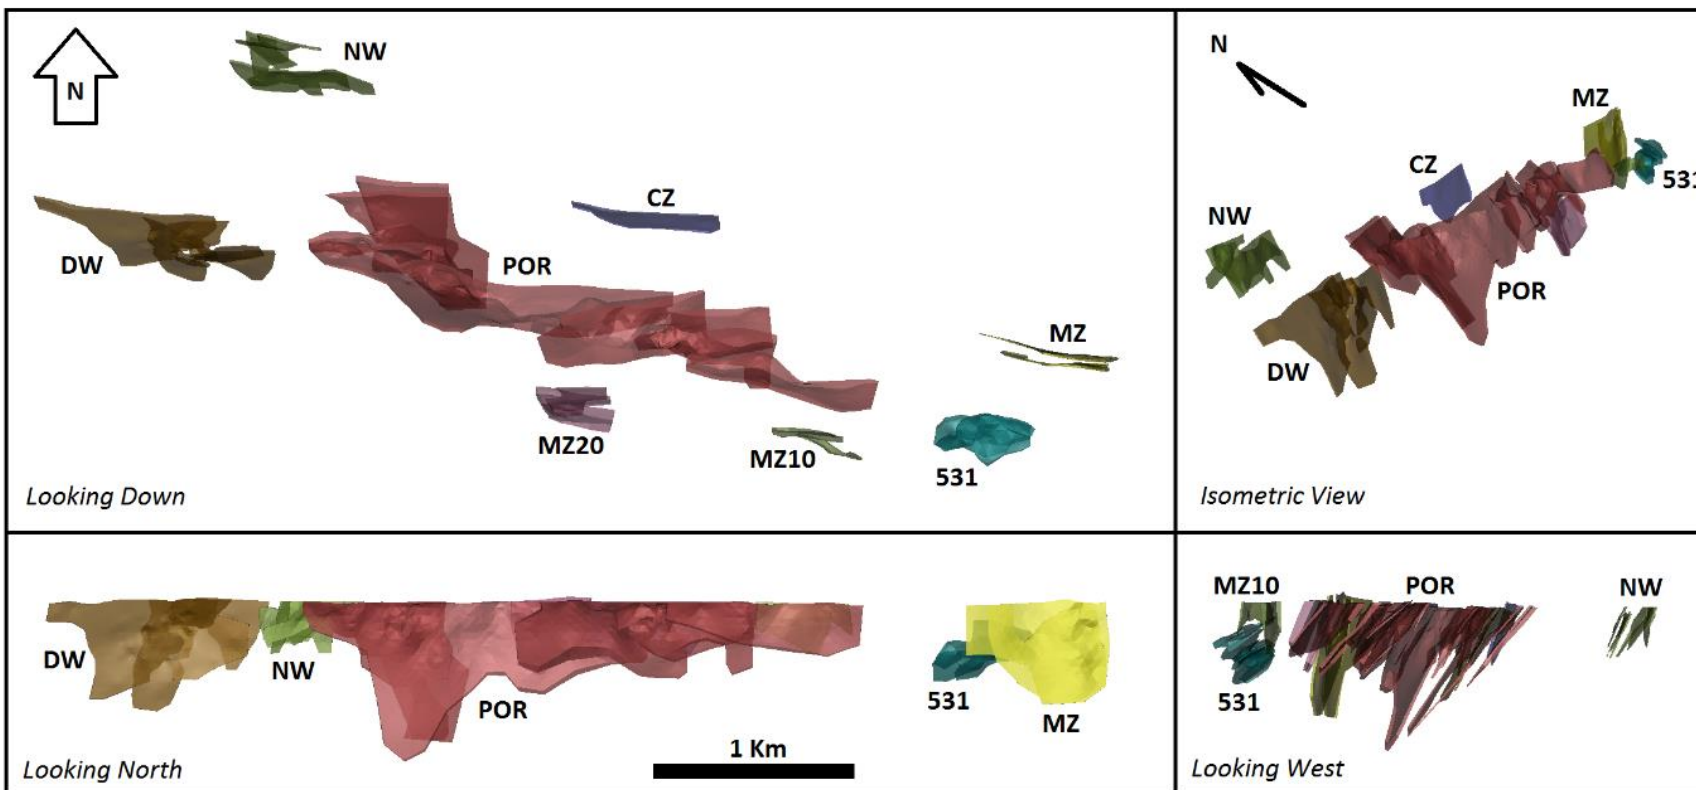 N
NW
DW
POR
CZ
MZ
MZ20
MZ10
531
Looking Down
N
MZ
CZ
531
NW
POR
DW
Isometric View
DW
NW
POR
531
MZ
1 Km
Looking North
MZ10
POR
NW
531
Looking West